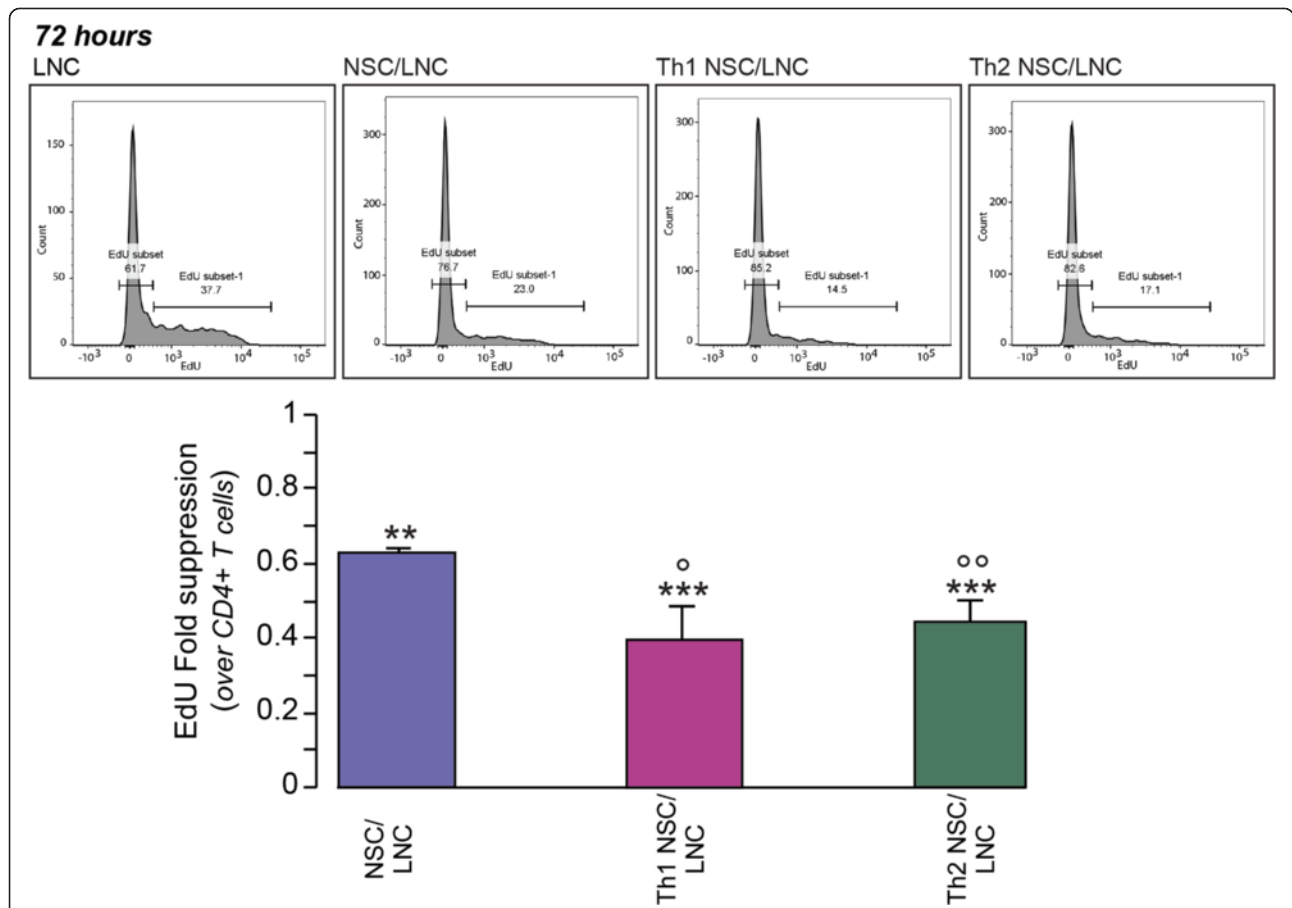 72 hours
LNC
NSC/LNC
Th1 NSC/LNC
Th2 NSC/LNC
150
100
50
0
Count
EdU subset
61.7
EdU subset-1
37.7
-10³ 0 10³ 10⁴ 10⁵
EdU
300
200
100
0
Count
EdU subset
76.7
EdU subset-1
23.0
-10³ 0 10³ 10⁴ 10⁵
EdU
300
200
100
0
Count
EdU subset
85.2
EdU subset-1
14.5
-10³ 0 10³ 10⁴ 10⁵
EdU
300
200
100
0
Count
EdU subset
82.6
EdU subset-1
17.1
-10³ 0 10³ 10⁴ 10⁵
EdU
EdU Fold suppression
(over CD4+ T cells)
1
0.8
0.6
0.4
0.2
0
**
°
***
°°
***
NSC/
LNC
Th1 NSC/
LNC
Th2 NSC/
LNC